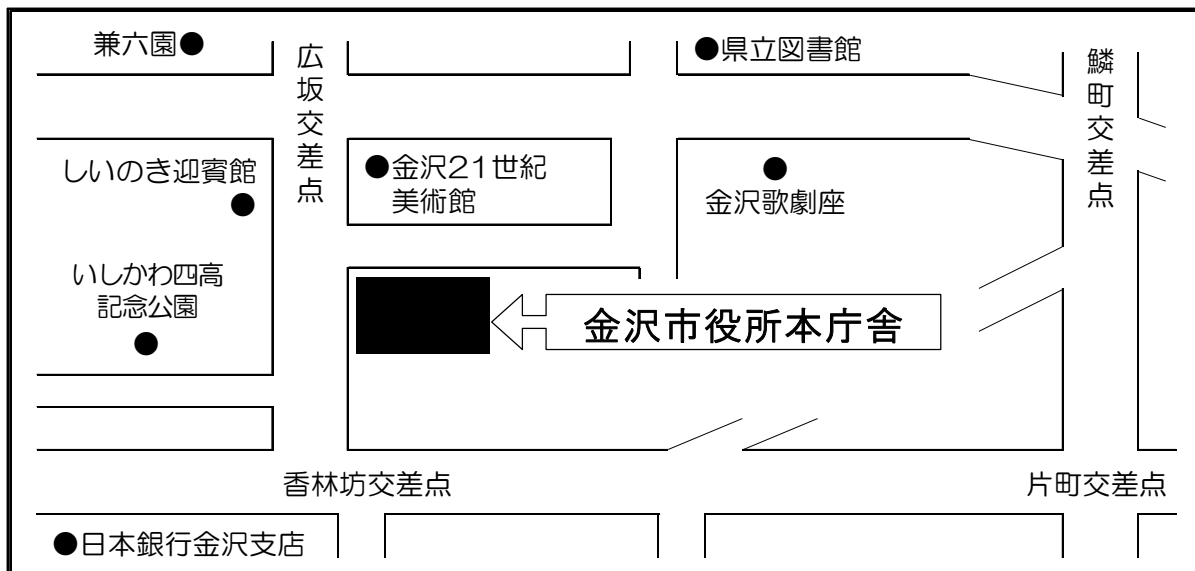 兼六園●
広坂交差点
●県立図書館
鱗町交差点
しいのき迎賓館
●金沢21世紀
美術館
金沢歌劇座
いしかわ四高
記念公園
金沢市役所本庁舎
香林坊交差点
片町交差点
●日本銀行金沢支店